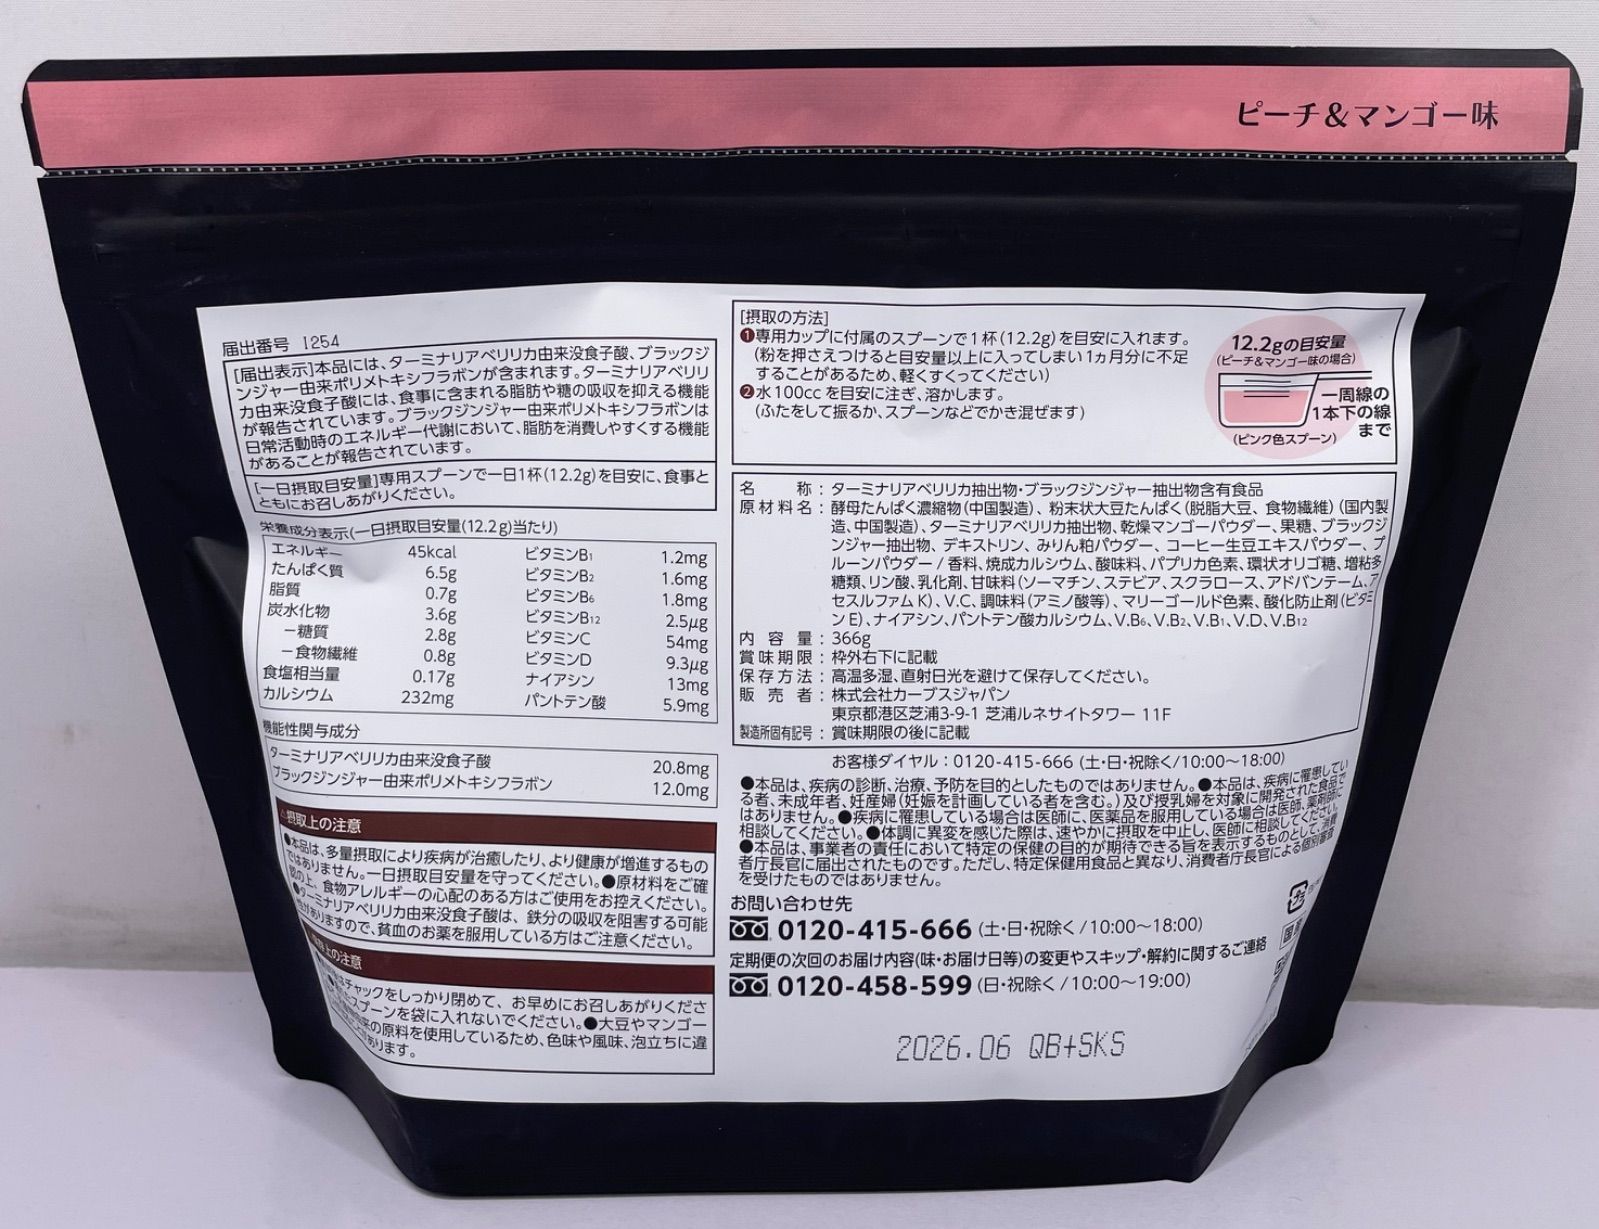 ピーチ&マンゴー味
届出番号 I254
[届出表示]本品には、ターミナリアベリリカ由来没食子酸、ブラックジ
ンジャー由来ポリメトキシフラボンが含まれます。ターミナリアベリリ
カ由来没食子酸には、食事に含まれる脂肪や糖の吸収を抑える機能
が報告されています。ブラックジンジャー由来ポリメトキシフラボンは
日常活動時のエネルギー代謝において、脂肪を消費しやすくする機能
があることが報告されています。
[一日摂取目安量]専用スプーンで一日1杯(12.2g)を目安に、食事と
ともにお召しあがりください。
栄養成分表示(一日摂取目安量(12.2g)当たり)
エネルギー 45kcal ビタミンB1 1.2mg
たんぱく質 6.5g ビタミンB2 1.6mg
脂質 0.7g ビタミンB6 1.8mg
炭水化物 3.6g ビタミンB12 2.5μg
－糖質 2.8g ビタミンC 54mg
－食物繊維 0.8g ビタミンD 9.3μg
食塩相当量 0.17g ナイアシン 13mg
カルシウム 232mg パントテン酸 5.9mg
機能性関与成分
ターミナリアベリリカ由来没食子酸 20.8mg
ブラックジンジャー由来ポリメトキシフラボン 12.0mg
⚠摂取上の注意
●本品は、多量摂取により疾病が治癒したり、より健康が増進するもの
ではありません。一日摂取目安量を守ってください。●原材料をご確
認の上、食物アレルギーの心配のある方はご使用をお控えください。
●ターミナリアベリリカ由来没食子酸は、鉄分の吸収を阻害する可能
性がありますので、貧血のお薬を服用している方はご注意ください。
保存上の注意
チャックをしっかり閉めて、お早めにお召しあがりくださ
スプーンを袋に入れないでください。●大豆やマンゴー
の原料を使用しているため、色味や風味、泡立ちに違
あります。
[摂取の方法]
❶専用カップに付属のスプーンで1杯(12.2g)を目安に入れます。
(粉を押さえつけると目安量以上に入ってしまい1ヵ月分に不足
することがあるため、軽くすくってください)
❷水100ccを目安に注ぎ、溶かします。
(ふたをして振るか、スプーンなどでかき混ぜます)
12.2gの目安量
(ピーチ&マンゴー味の場合)
一周線の
1本下の線
まで
(ピンク色スプーン)
名称：ターミナリアベリリカ抽出物・ブラックジンジャー抽出物含有食品
原材料名：酵母たんぱく濃縮物(中国製造)、粉末状大豆たんぱく(脱脂大豆、食物繊維)(国内製
造、中国製造)、ターミナリアベリリカ抽出物、乾燥マンゴーパウダー、果糖、ブラックジ
ンジャー抽出物、デキストリン、みりん粕パウダー、コーヒー生豆エキスパウダー、プ
ルーンパウダー/香料、焼成カルシウム、酸味料、パプリカ色素、環状オリゴ糖、増粘多
糖類、リン酸、乳化剤、甘味料(ソーマチン、ステビア、スクラロース、アドバンテーム、ア
セスルファムK)、V.C、調味料(アミノ酸等)、マリーゴールド色素、酸化防止剤(ビタミ
ンE)、ナイアシン、パントテン酸カルシウム、V.B6、V.B2、V.B1、V.D、V.B12
内容量：366g
賞味期限：枠外右下に記載
保存方法：高温多湿、直射日光を避けて保存してください。
販売者：株式会社カーブスジャパン
東京都港区芝浦3-9-1 芝浦ルネサイトタワー 11F
製造所固有記号：賞味期限の後に記載
お客様ダイヤル：0120-415-666 (土・日・祝除く/10:00～18:00)
●本品は、疾病の診断、治療、予防を目的としたものではありません。●本品は、疾病に罹患してい
る者、未成年者、妊産婦(妊娠を計画している者を含む。)及び授乳婦を対象に開発された食品で
はありません。●疾病に罹患している場合は医師に、医薬品を服用している場合は医師、薬剤師に
相談してください。●体調に異変を感じた際は、速やかに摂取を中止し、医師に相談してください。
●本品は、事業者の責任において特定の保健の目的が期待できる旨を表示するものとして、消費
者庁長官に届出されたものです。ただし、特定保健用食品と異なり、消費者庁長官による個別審査
を受けたものではありません。
お問い合わせ先
0120-415-666 (土・日・祝除く/10:00～18:00)
定期便の次回のお届け内容(味・お届け日等)の変更やスキップ・解約に関するご連絡
0120-458-599 (日・祝除く/10:00～19:00)
プラ
2026.06 QB+SKS